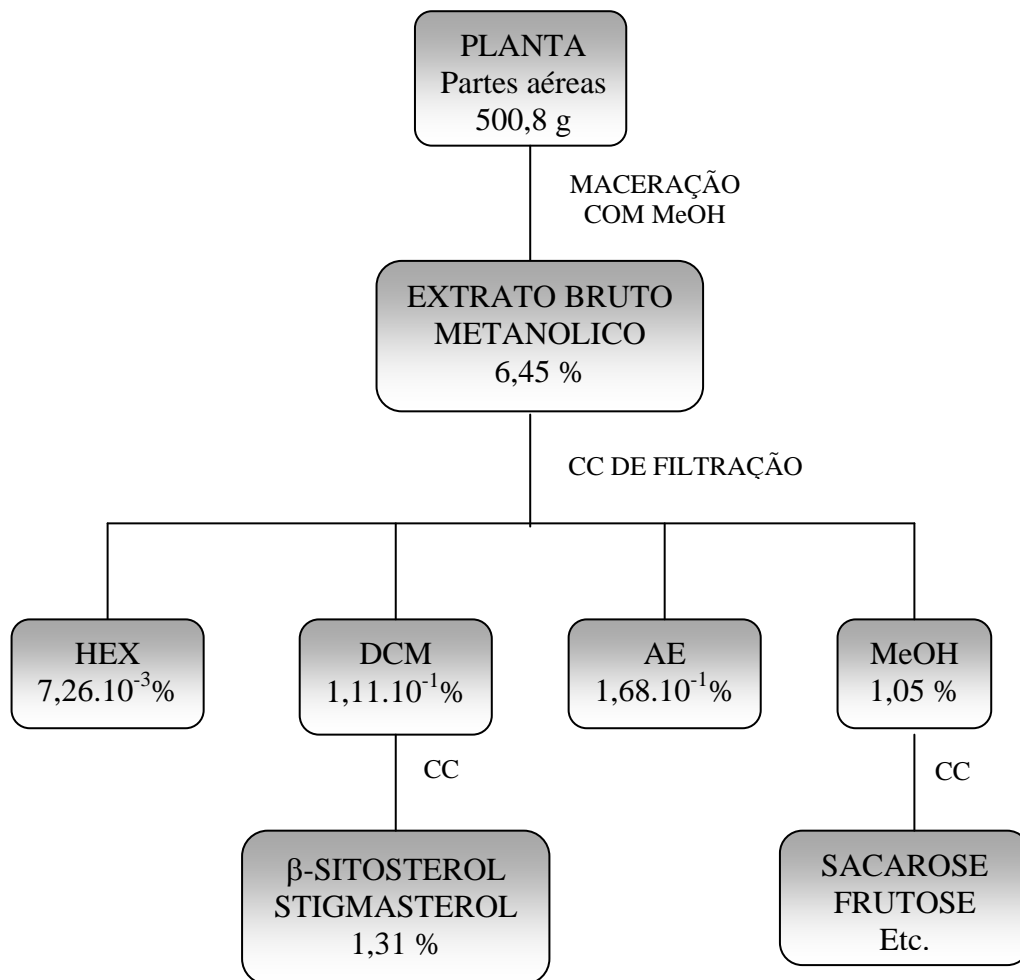 PLANTA
Partes aéreas
500,8 g
MACERAÇÃO
COM MeOH
EXTRATO BRUTO
METANOLICO
6,45 %
CC DE FILTRAÇÃO
HEX
7,26.10⁻³%
DCM
1,11.10⁻¹%
AE
1,68.10⁻¹%
MeOH
1,05 %
CC
CC
β-SITOSTEROL
STIGMASTEROL
1,31 %
SACAROSE
FRUTOSE
Etc.